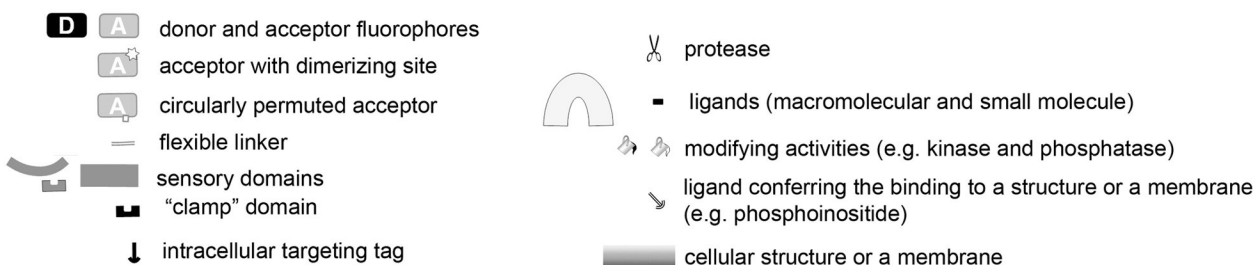 D A donor and acceptor fluorophores
A acceptor with dimerizing site
A circularly permuted acceptor
flexible linker
sensory domains
“clamp” domain
intracellular targeting tag
protease
ligands (macromolecular and small molecule)
modifying activities (e.g. kinase and phosphatase)
ligand conferring the binding to a structure or a membrane
(e.g. phosphoinositide)
cellular structure or a membrane